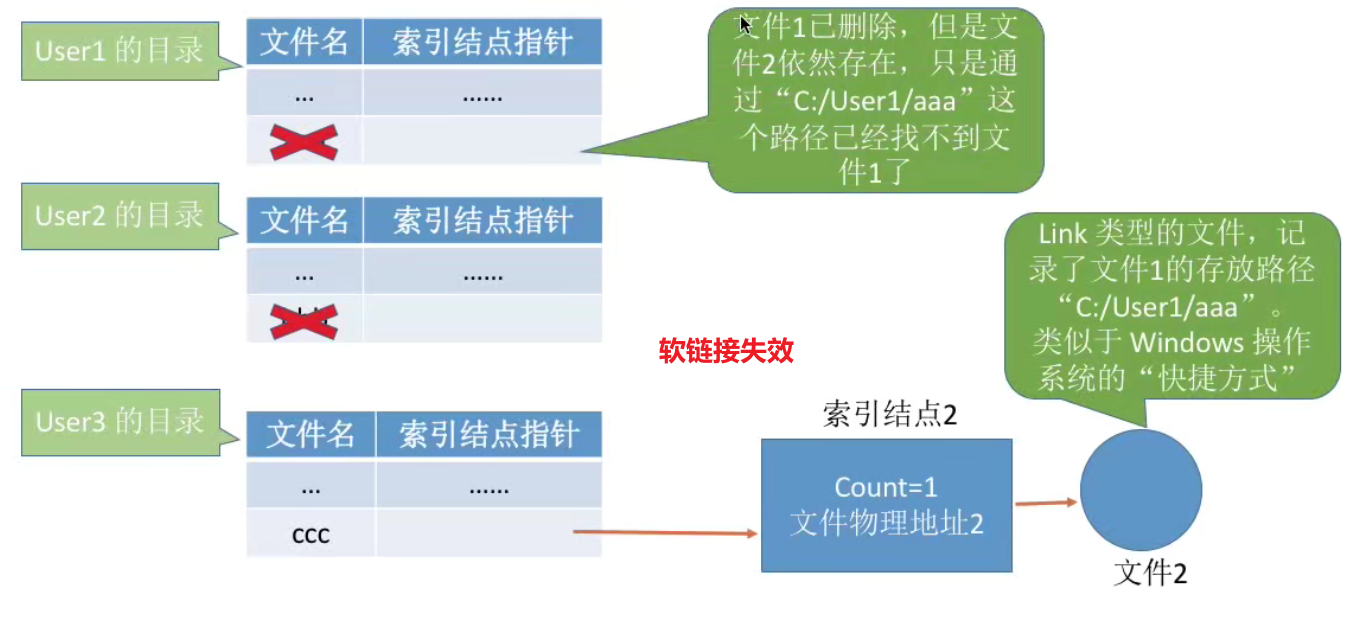 User1 的目录
文件名 索引结点指针
... ......
文件1已删除，但是文
件2依然存在，只是通
过“C:/User1/aaa”这
个路径已经找不到文
件1了
User2 的目录
文件名 索引结点指针
... ......
Link 类型的文件，记
录了文件1的存放路径
“C:/User1/aaa”。
类似于 Windows 操作
系统的“快捷方式”
软链接失效
User3 的目录
文件名 索引结点指针
... ......
ccc
索引结点2
Count=1
文件物理地址2
文件2